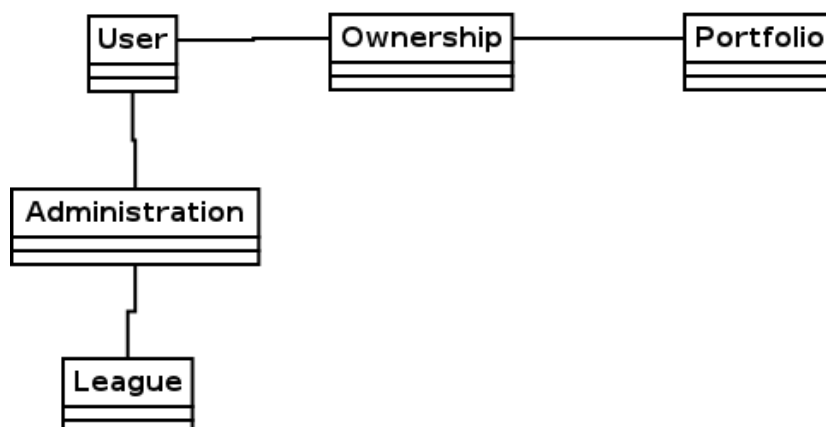 User
Ownership
Portfolio
Administration
League